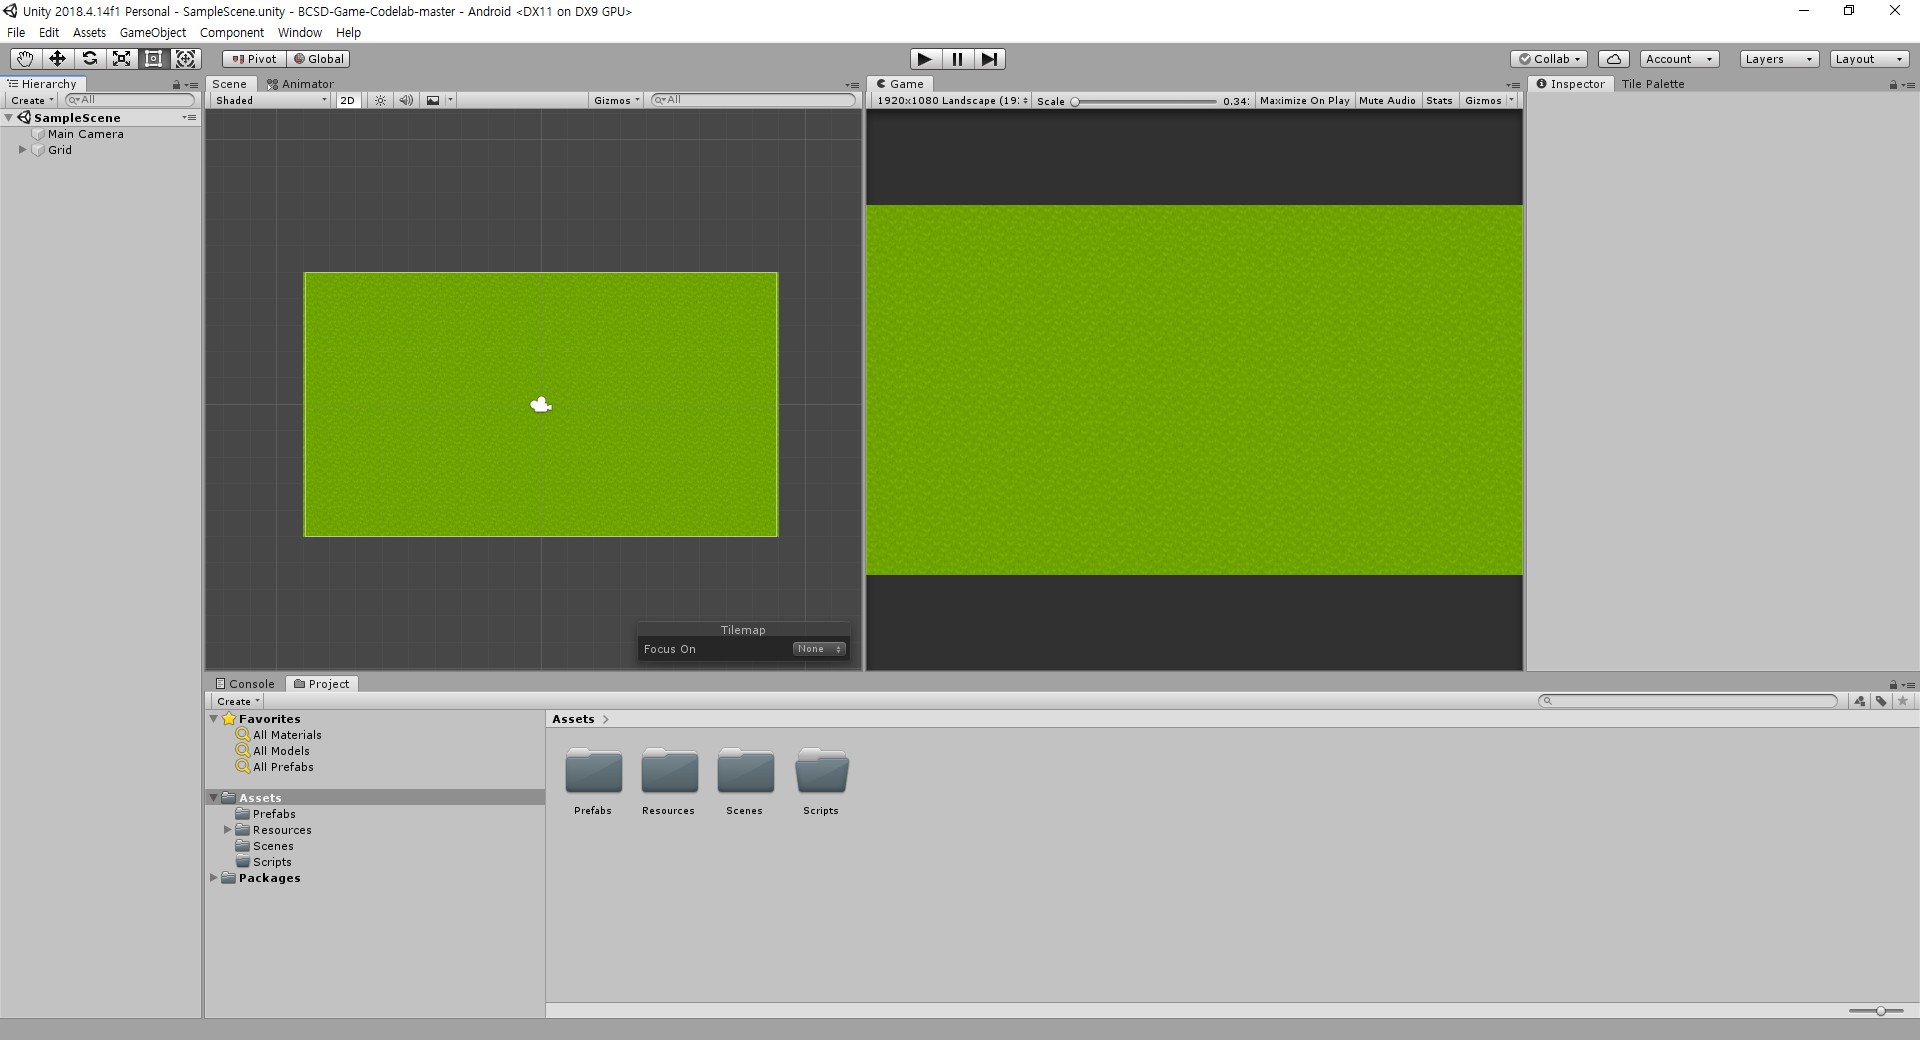 Unity 2018.4.14f1 Personal - SampleScene.unity - BCSD-Game-Codelab-master - Android <DX11 on DX9 GPU>
File Edit Assets GameObject Component Window Help
Pivot Global Collab Account Layers Layout
Hierarchy
Create All
SampleScene
Main Camera
Grid
Scene Animator
Shaded 2D Gizmos All
Tilemap
Focus On None
Game
1920x1080 Landscape (19: Scale 0.34: Maximize On Play Mute Audio Stats Gizmos
Inspector Tile Palette
Console Project
Create
Favorites
All Materials
All Models
All Prefabs
Assets
Prefabs
Resources
Scenes
Scripts
Packages
Assets
Prefabs Resources Scenes Scripts